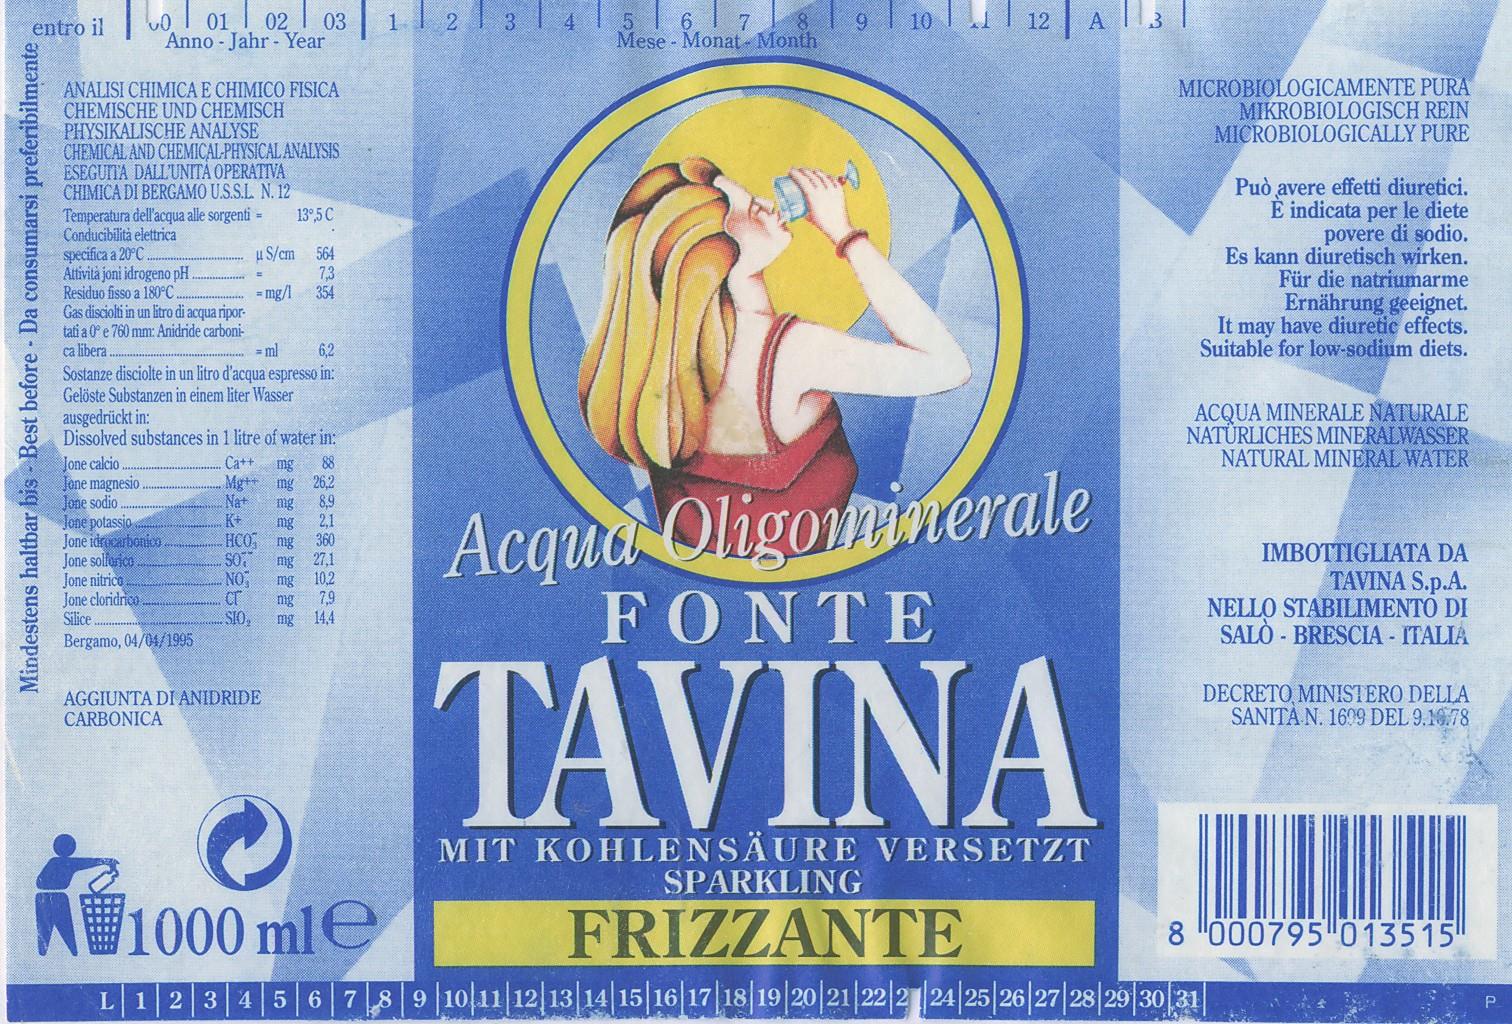 entro il 00 01 02 03 1 2 3 4 5 6 7 8 9 10 11 12 A B
Anno - Jahr - Year Mese - Monat - Month
Mindestens haltbar bis - Best before - Da consumarsi preferibilmente
ANALISI CHIMICA E CHIMICO FISICA
CHEMISCHE UND CHEMISCH
PHYSIKALISCHE ANALYSE
CHEMICAL AND CHEMICAL-PHYSICAL ANALYSIS
ESEGUITA DALL'UNITÀ OPERATIVA
CHIMICA DI BERGAMO U.S.S.L. N. 12
Temperatura dell'acqua alle sorgenti = 13°,5 C
Conducibilità elettrica
specifica a 20°C ........................ µ S/cm 564
Attività joni idrogeno pH ............. = 7,3
Residuo fisso a 180°C ................. = mg/l 354
Gas disciolti in un litro di acqua ripor-
tati a 0° e 760 mm: Anidride carboni-
ca libera .................................. = ml 6,2
Sostanze disciolte in un litro d'acqua espresso in:
Gelöste Substanzen in einem liter Wasser
ausgedrückt in:
Dissolved substances in 1 litre of water in:
Jone calcio ......................... Ca++ mg 88
Jone magnesio .................... Mg++ mg 26,2
Jone sodio .......................... Na+ mg 8,9
Jone potassio ...................... K+ mg 2,1
Jone idrocarbonico .............. HCO₃⁻ mg 360
Jone solforico ..................... SO₄⁻⁻ mg 27,1
Jone nitrico ........................ NO₃⁻ mg 10,2
Jone cloridrico .................... Cl⁻ mg 7,9
Silice ................................. SIO₂ mg 14,4
Bergamo, 04/04/1995
AGGIUNTA DI ANIDRIDE
CARBONICA
1000 ml e
Acqua Oligominerale
FONTE
TAVINA
MIT KOHLENSÄURE VERSETZT
SPARKLING
FRIZZANTE
MICROBIOLOGICAMENTE PURA
MIKROBIOLOGISCH REIN
MICROBIOLOGICALLY PURE
Può avere effetti diuretici.
È indicata per le diete
povere di sodio.
Es kann diuretisch wirken.
Für die natriumarme
Ernährung geeignet.
It may have diuretic effects.
Suitable for low-sodium diets.
ACQUA MINERALE NATURALE
NATÜRLICHES MINERALWASSER
NATURAL MINERAL WATER
IMBOTTIGLIATA DA
TAVINA S.p.A.
NELLO STABILIMENTO DI
SALÒ - BRESCIA - ITALIA
DECRETO MINISTERO DELLA
SANITÀ N. DEL
8 000795 013515
L 1 2 3 4 5 6 7 8 9 10 11 12 13 14 15 16 17 18 19 20 21 22 24 25 26 27 28 29 30 31 P